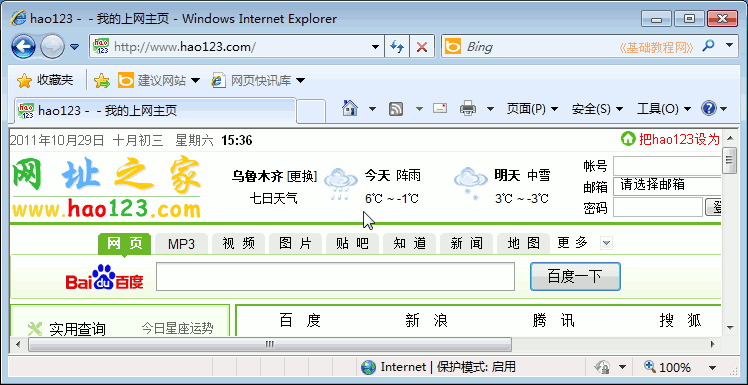 hao123 - - 我的上网主页 - Windows Internet Explorer
http://www.hao123.com/
Bing
《基础教程网》
收藏夹 建议网站 网页快讯库
hao123 - - 我的上网主页
页面(P) 安全(S) 工具(O)
2011年10月29日 十月初三 星期六 15:36
把hao123设为
网址之家
www.hao123.com
乌鲁木齐 [更换]
七日天气
今天 阵雨
6℃ ~ -1℃
明天 中雪
3℃ ~ -3℃
帐号
邮箱 请选择邮箱
密码
网页 MP3 视频 图片 贴吧 知道 新闻 地图 更多
Bai du 百度 百度一下
实用查询 今日星座运势
百度 新浪 腾讯 搜狐
Internet | 保护模式: 启用
100%